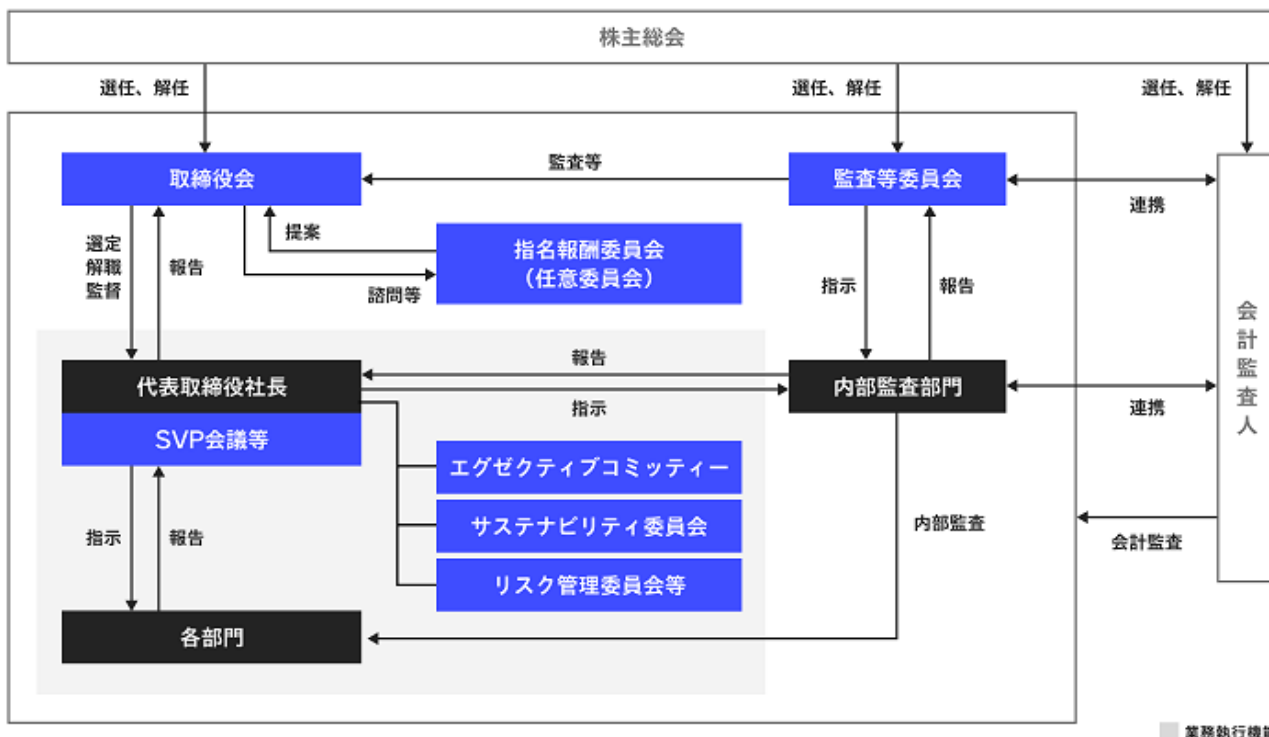 株主総会
選任、解任
選任、解任
選任、解任
取締役会
監査等
監査等委員会
連携
選定
解職
監督
報告
提案
諮問等
指名報酬委員会
（任意委員会）
指示
報告
会計監査人
代表取締役社長
報告
指示
内部監査部門
連携
SVP会議等
エグゼクティブコミッティー
サステナビリティ委員会
リスク管理委員会等
指示
報告
内部監査
会計監査
各部門
業務執行機能